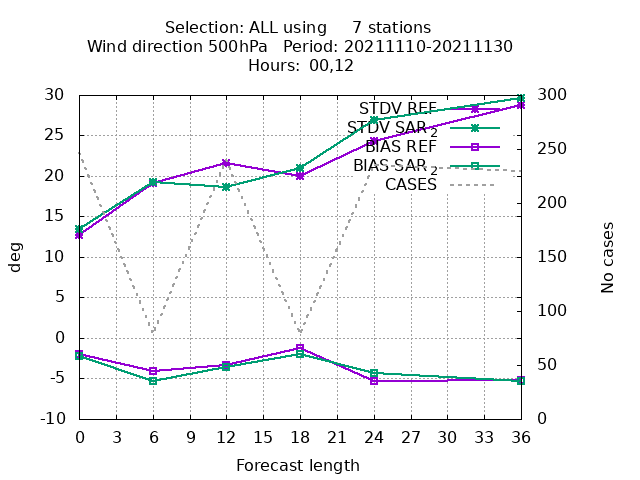 Selection: ALL using     7 stations
Wind direction 500hPa   Period: 20211110-20211130
Hours: 00,12
30 300
STDV REF
STDV SAR2
BIAS REF
BIAS SAR2
CASES
25 250
20 200
15 150
10 100
5
0 50
-5
-10 0
deg
No cases
0 3 6 9 12 15 18 21 24 27 30 33 36
Forecast length